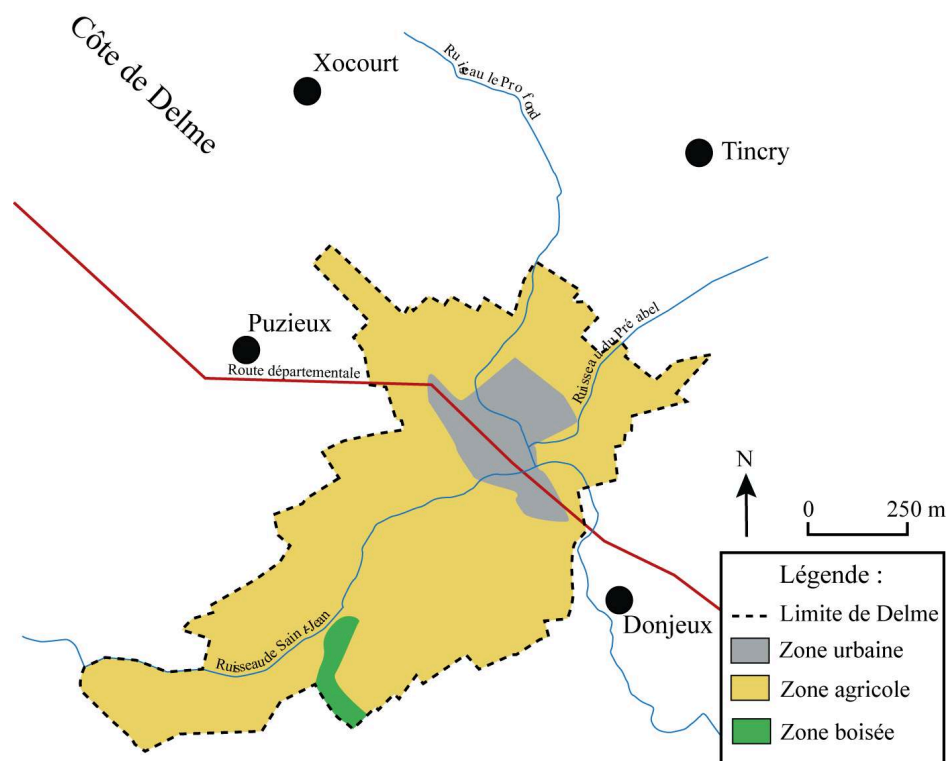 Côte de Delme
Xocourt
Ruisseau le Profond
Tincry
Puzieux
Route départementale
Ruisseau du Pré abel
N
0 250 m
Ruisseau de Saint-Jean
Donjeux
Légende :
Limite de Delme
Zone urbaine
Zone agricole
Zone boisée